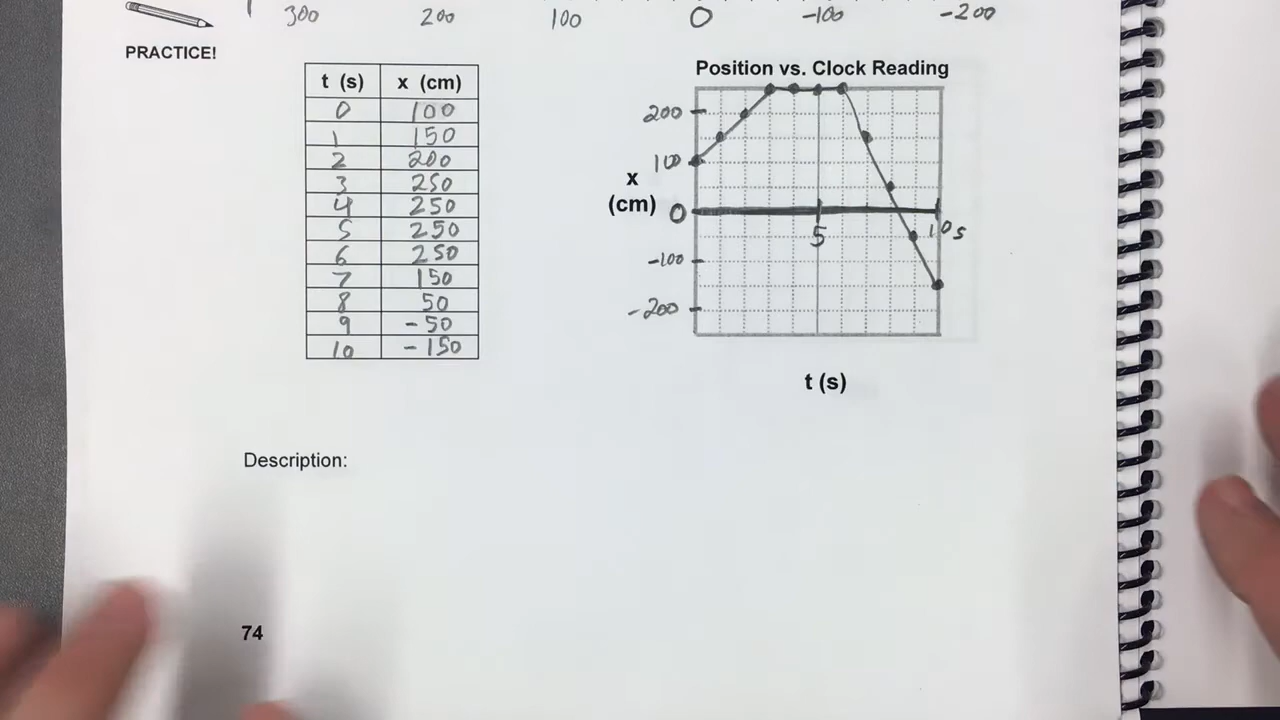 300 200 100 0 -100 -200
PRACTICE!
t (s) x (cm)
0 100
1 150
2 200
3 250
4 250
5 250
6 250
7 150
8 50
9 -50
10 -150
Position vs. Clock Reading
200
100
x
(cm)
0
5
10s
-100
-200
t (s)
Description:
74